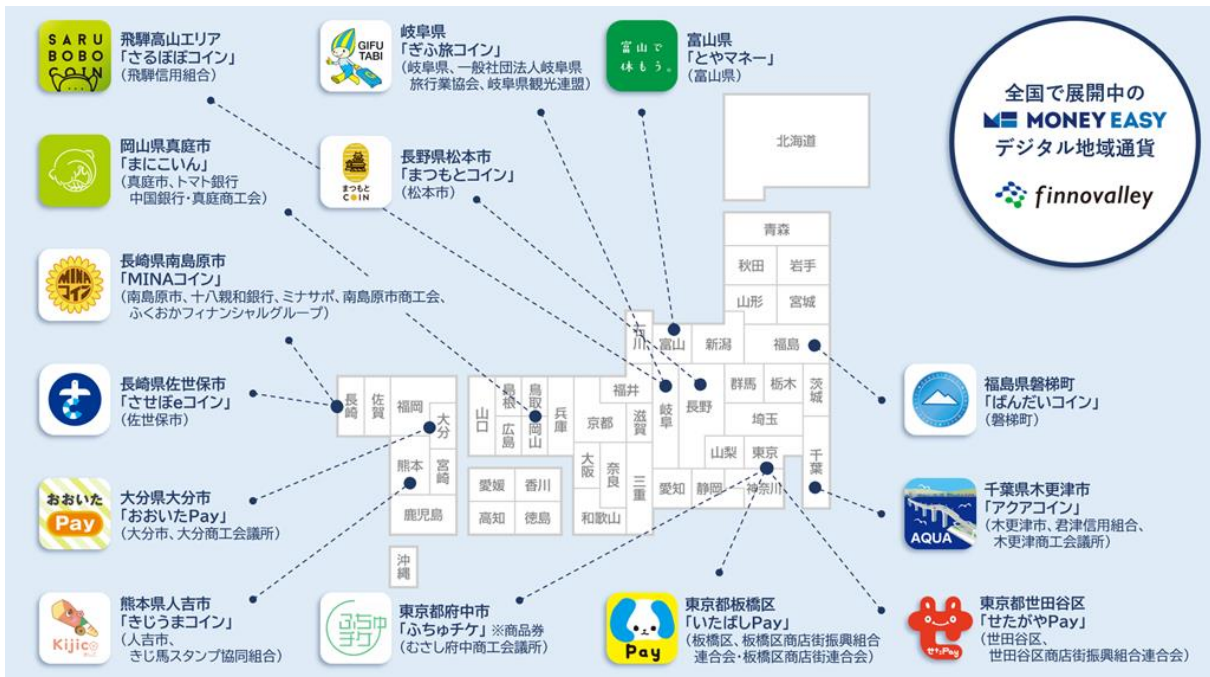 SARU
BOBO
COIN
飛騨高山エリア
「さるぼぼコイン」
(飛騨信用組合)
GIFU
TABI
岐阜県
「ぎふ旅コイン」
(岐阜県、一般社団法人岐阜県
旅行業協会、岐阜県観光連盟)
富山で
休もう。
富山県
「とやマネー」
(富山県)
全国で展開中の
MONEY EASY
デジタル地域通貨
finnovalley
岡山県真庭市
「まにこいん」
(真庭市、トマト銀行
中国銀行・真庭商工会)
まつもと
COIN
長野県松本市
「まつもとコイン」
(松本市)
MINA
コイン
長崎県南島原市
「MINAコイン」
(南島原市、十八親和銀行、ミナサポ、南島原市商工会、
ふくおかフィナンシャルグループ)
さ
長崎県佐世保市
「させぼeコイン」
(佐世保市)
おおいた
Pay
大分県大分市
「おおいたPay」
(大分市、大分商工会議所)
Kijico
熊本県人吉市
「きじうまコイン」
(人吉市、
きじ馬スタンプ協同組合)
北海道
青森
秋田
岩手
山形
宮城
石川
富山
新潟
福島
福井
岐阜
長野
群馬
栃木
茨城
長崎
佐賀
福岡
大分
山口
島根
鳥取
広島
岡山
兵庫
京都
滋賀
埼玉
熊本
宮崎
大阪
奈良
三重
山梨
東京
千葉
愛媛
香川
愛知
静岡
神奈川
鹿児島
高知
徳島
和歌山
沖縄
福島県磐梯町
「ばんだいコイン」
(磐梯町)
AQUA
千葉県木更津市
「アクアコイン」
(木更津市、君津信用組合、
木更津商工会議所)
ふちゅ
チケ
東京都府中市
「ふちゅチケ」※商品券
(むさし府中商工会議所)
Pay
東京都板橋区
「いたばしPay」
(板橋区、板橋区商店街振興組合
連合会・板橋区商店街連合会)
せたPay
東京都世田谷区
「せたがやPay」
(世田谷区、
世田谷区商店街振興組合連合会)